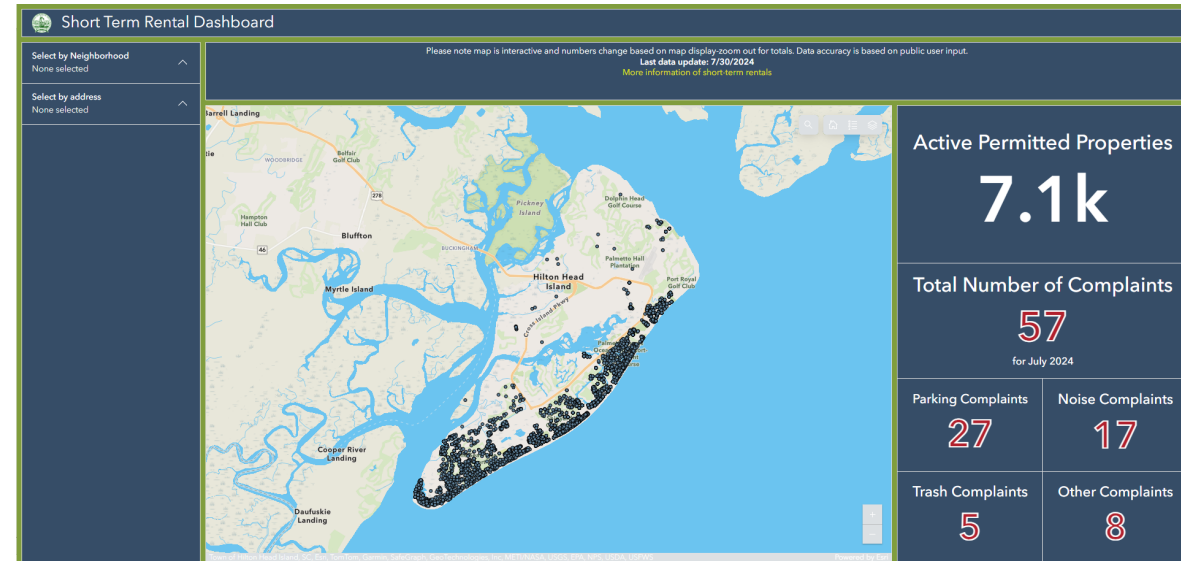 Short Term Rental Dashboard
Select by Neighborhood
None selected
Select by address
None selected
Please note map is interactive and numbers change based on map display-zoom out for totals. Data accuracy is based on public user input.
Last data update: 7/30/2024
More information of short-term rentals
arrell Landing
WOODBRIDGE
Belfair
Golf Club
278
Pickney
Island
Dolphin Head
Golf Course
Hampton
Hall Club
46
Bluffton
BUCKINGHAM
Palmetto Hall
Plantation
Hilton Head
Island
Port Royal
Golf Club
Myrtle Island
Cross Island Pkwy
Cooper River
Landing
Daufuskie
Landing
+
−
Powered by Esri
Active Permitted Properties
7.1k
Total Number of Complaints
57
for July 2024
Parking Complaints
27
Noise Complaints
17
Trash Complaints
5
Other Complaints
8